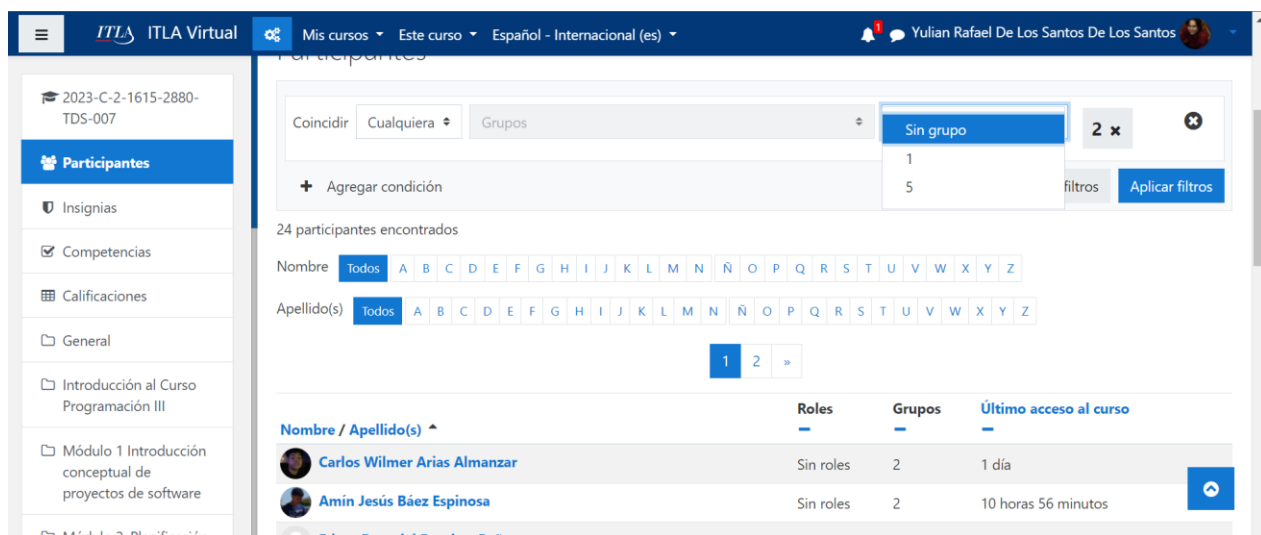 ITLA ITLA Virtual Mis cursos Este curso Español - Internacional (es) 1 Yulian Rafael De Los Santos De Los Santos
Participantes
2023-C-2-1615-2880-
TDS-007
Participantes
Insignias
Competencias
Calificaciones
General
Introducción al Curso
Programación III
Módulo 1 Introducción
conceptual de
proyectos de software
Coincidir Cualquiera Grupos
Sin grupo
1
5
2 ×
+ Agregar condición filtros Aplicar filtros
24 participantes encontrados
Nombre Todos A B C D E F G H I J K L M N Ñ O P Q R S T U V W X Y Z
Apellido(s) Todos A B C D E F G H I J K L M N Ñ O P Q R S T U V W X Y Z
1 2 »
Nombre / Apellido(s) Roles Grupos Último acceso al curso
Carlos Wilmer Arias Almanzar Sin roles 2 1 día
Amín Jesús Báez Espinosa Sin roles 2 10 horas 56 minutos